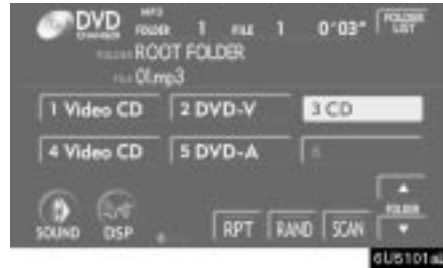 DVD CHANGER MP3 FOLDER 1 FILE 1 0'03" FOLDER LIST
FOLDER ROOT FOLDER
FILE 01.mp3
1 Video CD 2 DVD-V 3 CD
4 Video CD 5 DVD-A 6
SOUND DSP RPT RAND SCAN FOLDER
6U5101